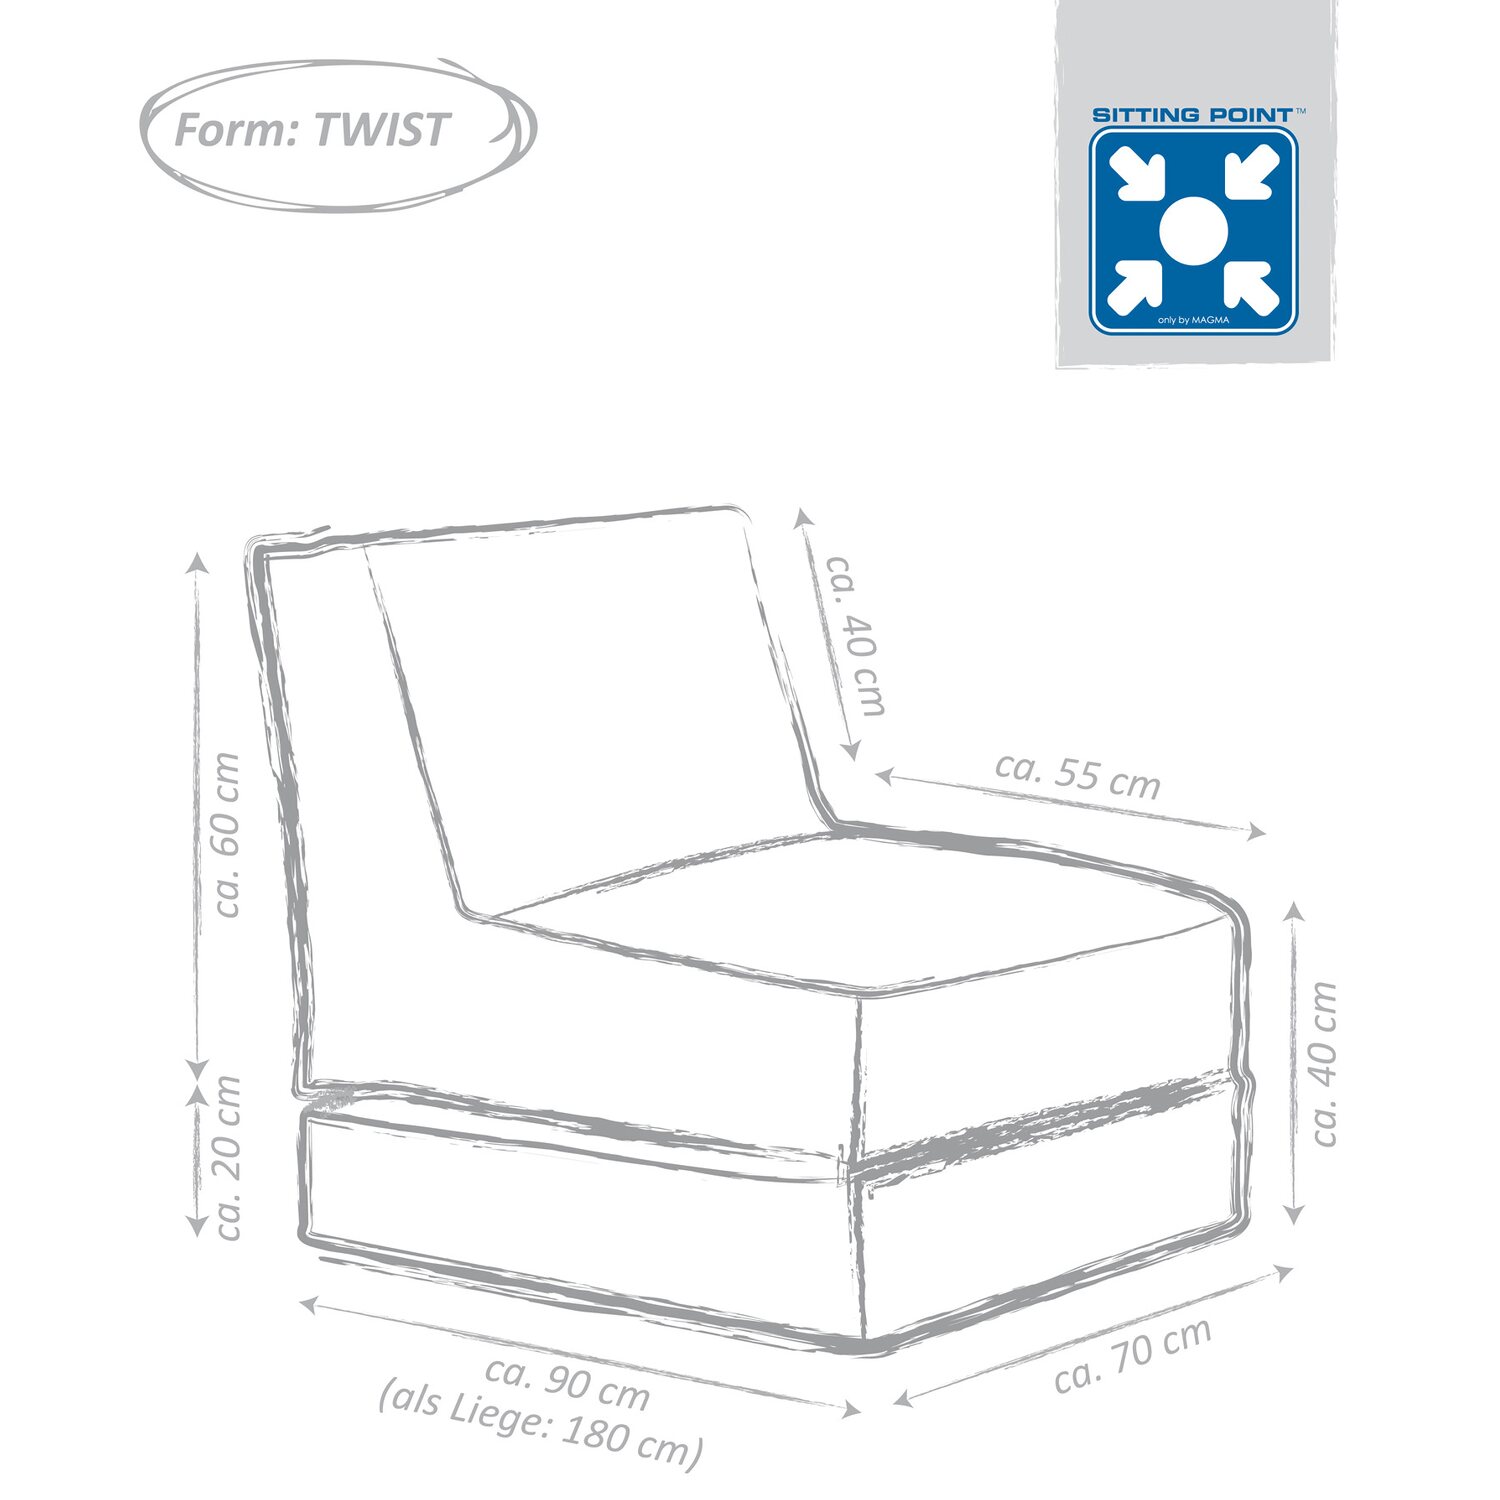 Form: TWIST
SITTING POINT™
only by MAGMA
ca. 40 cm
ca. 55 cm
ca. 60 cm
ca. 40 cm
ca. 20 cm
ca. 90 cm
(als Liege: 180 cm)
ca. 70 cm